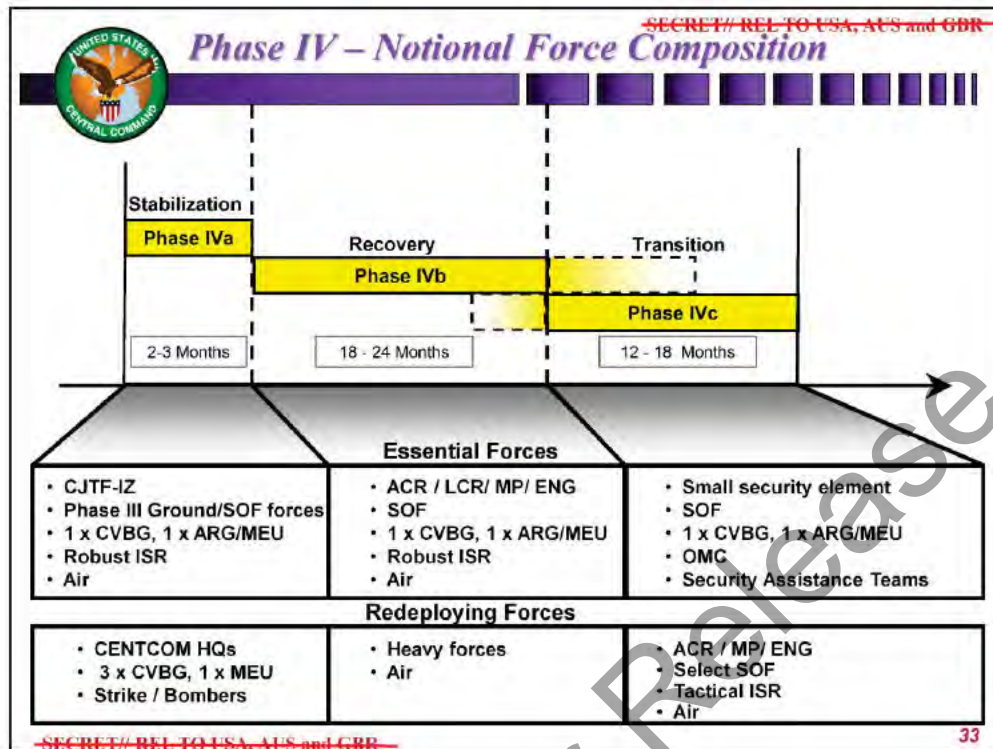 SECRET// REL TO USA, AUS and GBR
Phase IV – Notional Force Composition
UNITED STATES
CENTRAL COMMAND
Stabilization
Phase IVa
Recovery
Transition
Phase IVb
Phase IVc
2-3 Months
18 - 24 Months
12 - 18 Months
Essential Forces
• CJTF-IZ
• Phase III Ground/SOF forces
• 1 x CVBG, 1 x ARG/MEU
• Robust ISR
• Air
• ACR / LCR/ MP/ ENG
• SOF
• 1 x CVBG, 1 x ARG/MEU
• Robust ISR
• Air
• Small security element
• SOF
• 1 x CVBG, 1 x ARG/MEU
• OMC
• Security Assistance Teams
Redeploying Forces
• CENTCOM HQs
• 3 x CVBG, 1 x MEU
• Strike / Bombers
• Heavy forces
• Air
• ACR / MP/ ENG
• Select SOF
• Tactical ISR
• Air
Release
SECRET// REL TO USA, AUS and GBR
33